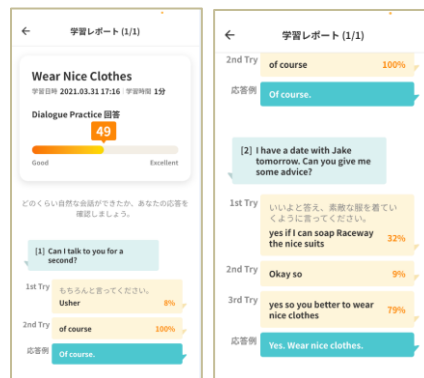 ← 学習レポート (1/1)
Wear Nice Clothes
学習日時 2021.03.31 17:16 学習時間 1分
Dialogue Practice 回答
49
Good Excellent
どのくらい自然な会話ができたか、あなたの応答を
確認しましょう。
[1] Can I talk to you for a
second?
1st Try もちろんと言ってください。
Usher 8%
2nd Try of course 100%
応答例 Of course.
← 学習レポート (1/1)
2nd Try of course 100%
応答例 Of course.
[2] I have a date with Jake
tomorrow. Can you give me
some advice?
1st Try いいよと答え、素敵な服を着てい
くように言ってください。
yes if I can soap Raceway
the nice suits 32%
2nd Try Okay so 9%
3rd Try yes so you better to wear
nice clothes 79%
応答例 Yes. Wear nice clothes.